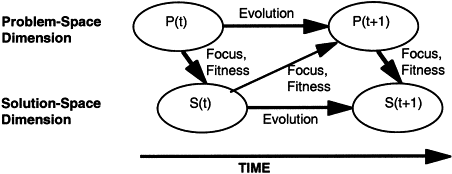 Problem-Space
Dimension
P(t)
Evolution
P(t+1)
Focus,
Fitness
Focus,
Fitness
Focus,
Fitness
Solution-Space
Dimension
S(t)
Evolution
S(t+1)
TIME